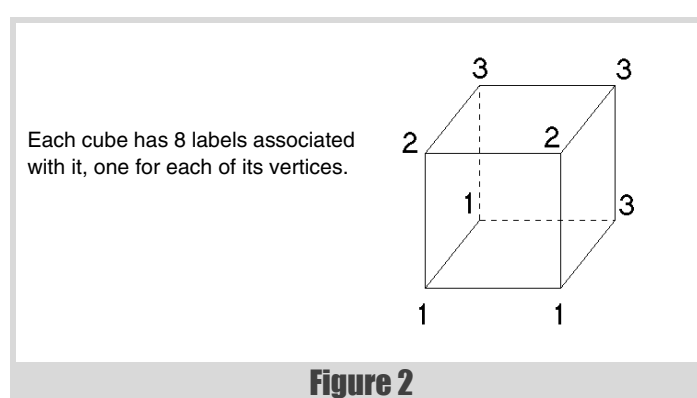 3 3
Each cube has 8 labels associated
2 2
with it, one for each of its vertices.
1 3
1 1
Figure 2